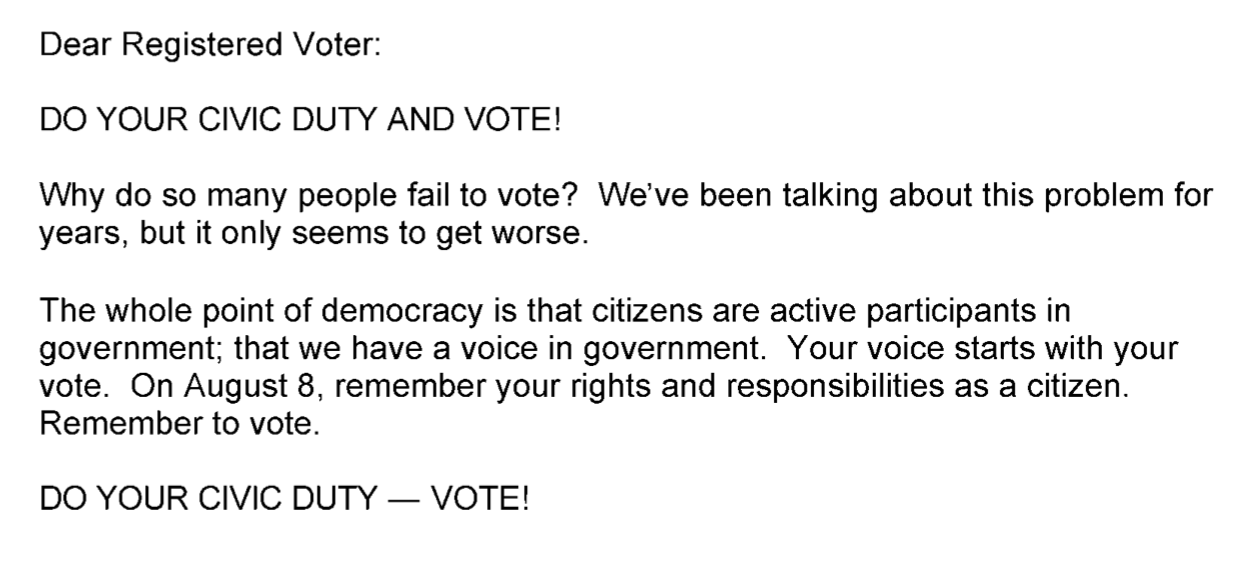 Dear Registered Voter:
DO YOUR CIVIC DUTY AND VOTE!
Why do so many people fail to vote?  We've been talking about this problem for
years, but it only seems to get worse.
The whole point of democracy is that citizens are active participants in
government; that we have a voice in government.  Your voice starts with your
vote.  On August 8, remember your rights and responsibilities as a citizen.
Remember to vote.
DO YOUR CIVIC DUTY — VOTE!